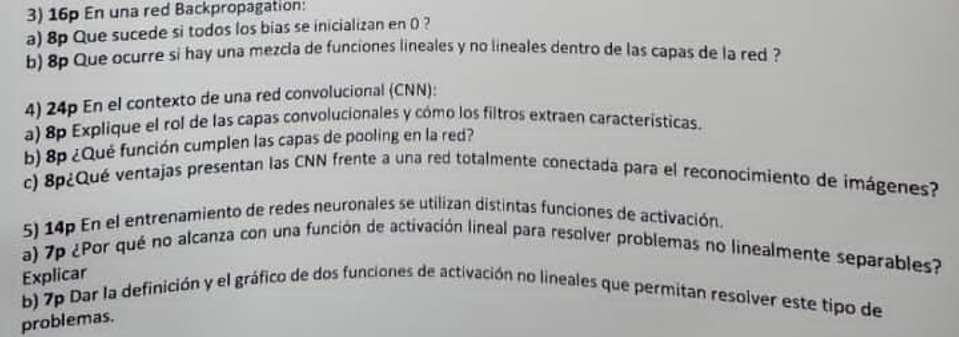 3) 16p En una red Backpropagation:
a) 8p Que sucede si todos los bias se inicializan en 0 ?
b) 8p Que ocurre si hay una mezcla de funciones lineales y no lineales dentro de las capas de la red ?
4) 24p En el contexto de una red convolucional (CNN):
a) 8p Explique el rol de las capas convolucionales y cómo los filtros extraen características.
b) 8p ¿Qué función cumplen las capas de pooling en la red?
c) 8p¿Qué ventajas presentan las CNN frente a una red totalmente conectada para el reconocimiento de imágenes?
5) 14p En el entrenamiento de redes neuronales se utilizan distintas funciones de activación.
a) 7p ¿Por qué no alcanza con una función de activación lineal para resolver problemas no linealmente separables?
Explicar
b) 7p Dar la definición y el gráfico de dos funciones de activación no lineales que permitan resolver este tipo de
problemas.